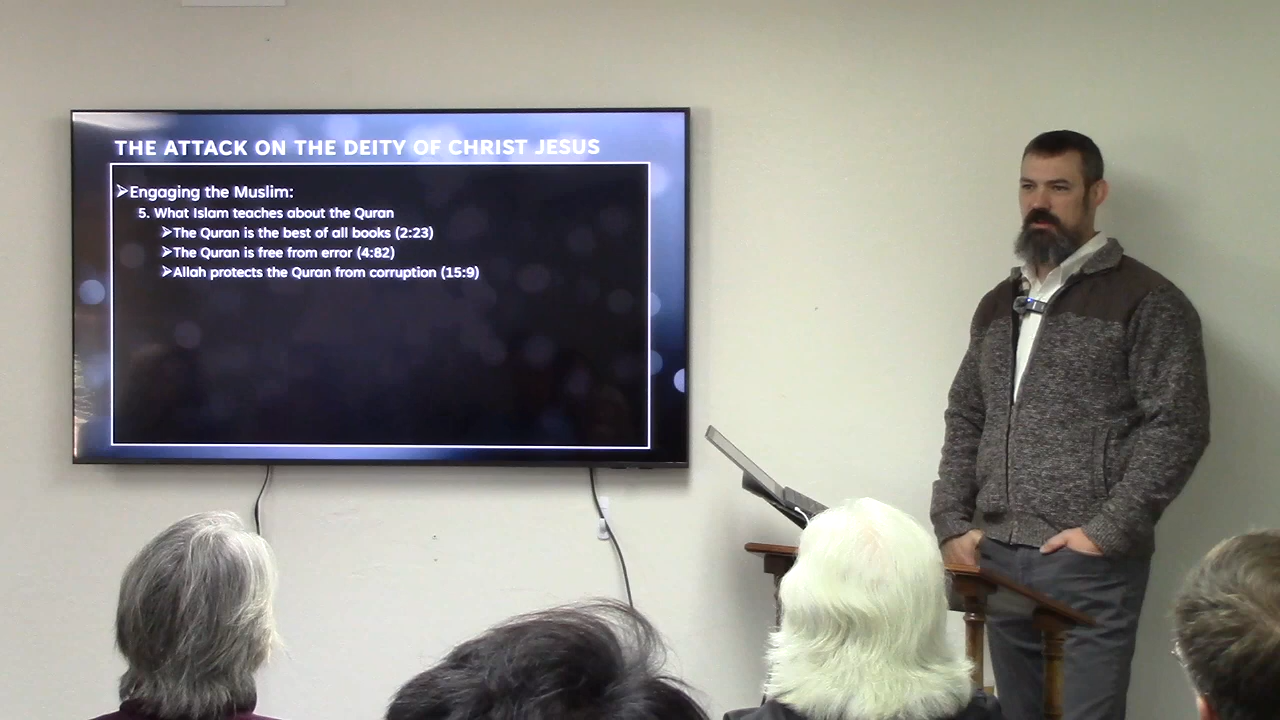 THE ATTACK ON THE DEITY OF CHRIST JESUS
➢Engaging the Muslim:
5. What Islam teaches about the Quran
➢The Quran is the best of all books (2:23)
➢The Quran is free from error (4:82)
➢Allah protects the Quran from corruption (15:9)